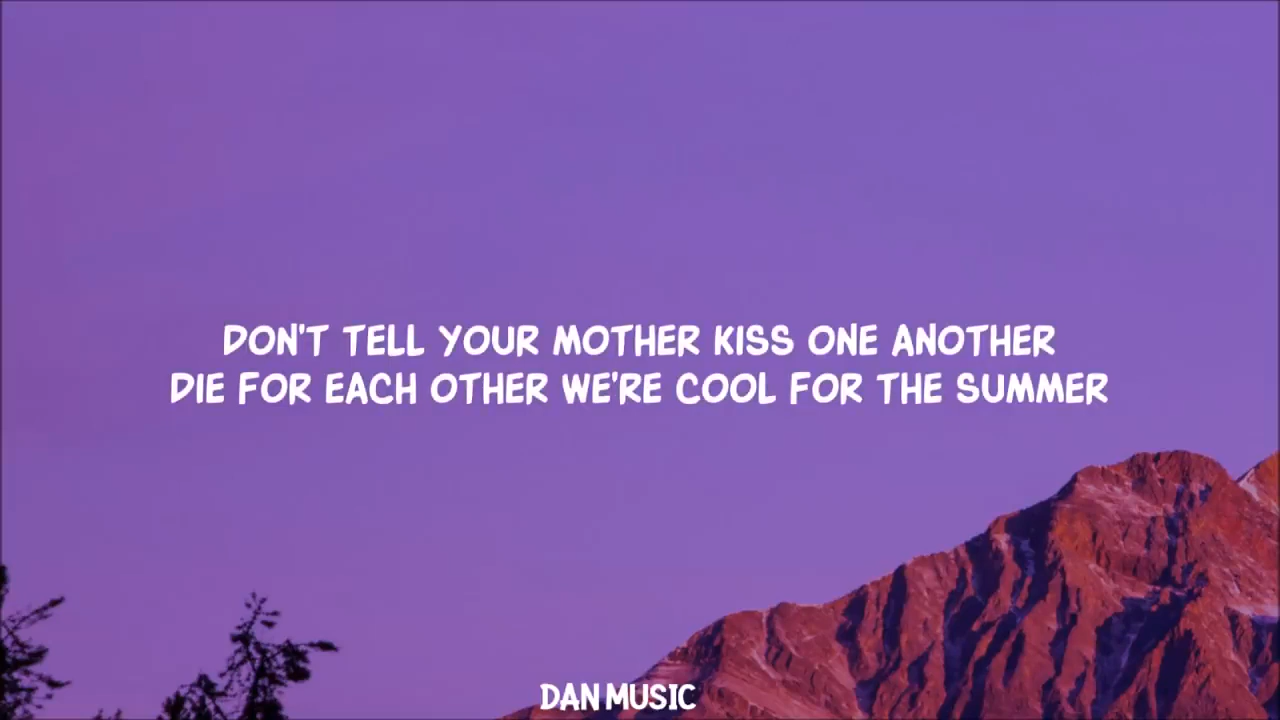 DON'T TELL YOUR MOTHER KISS ONE ANOTHER
DIE FOR EACH OTHER WE'RE COOL FOR THE SUMMER
DAN MUSIC